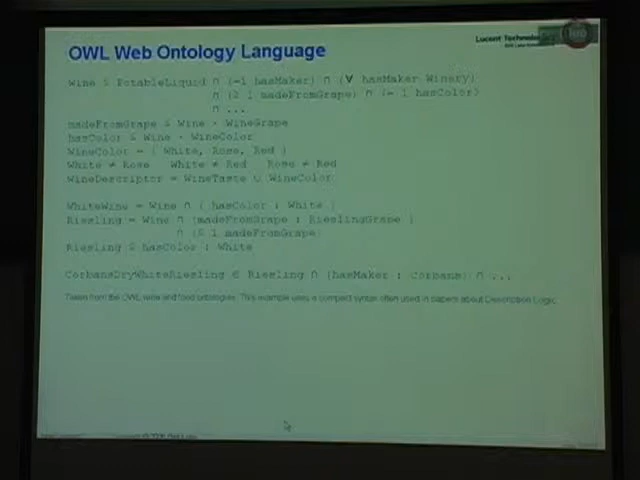 OWL Web Ontology Language
Lucent Technolo
Wine ⊆ PotableLiquid ∩ (=1 hasMaker) ∩ (∀ hasMaker Winary)
∩ (≥ 1 madeFromGrape) ∩ (= 1 hasColor)
∩ ...
madeFromGrape ⊆ Wine × WineGrape
hasColor ⊆ Wine × WineColor
WineColor = { White, Rose, Red }
White ≠ Rose White ≠ Red Rose ≠ Red
WineDescriptor = WineTaste ∪ WineColor
WhiteWine = Wine ∩ ( hasColor : White )
Riesling = Wine ∩ (madeFromGrape : RieslingGrape )
∩ (≤ 1 madeFromGrape)
Riesling ⊆ hasColor : White
CorbansDryWhiteRiesling ∈ Riesling ∩ (hasMaker : Corbans) ∩ ...
Taken from the OWL wine and food ontologies. This example uses a compact syntax often used in papers about Description Logic.